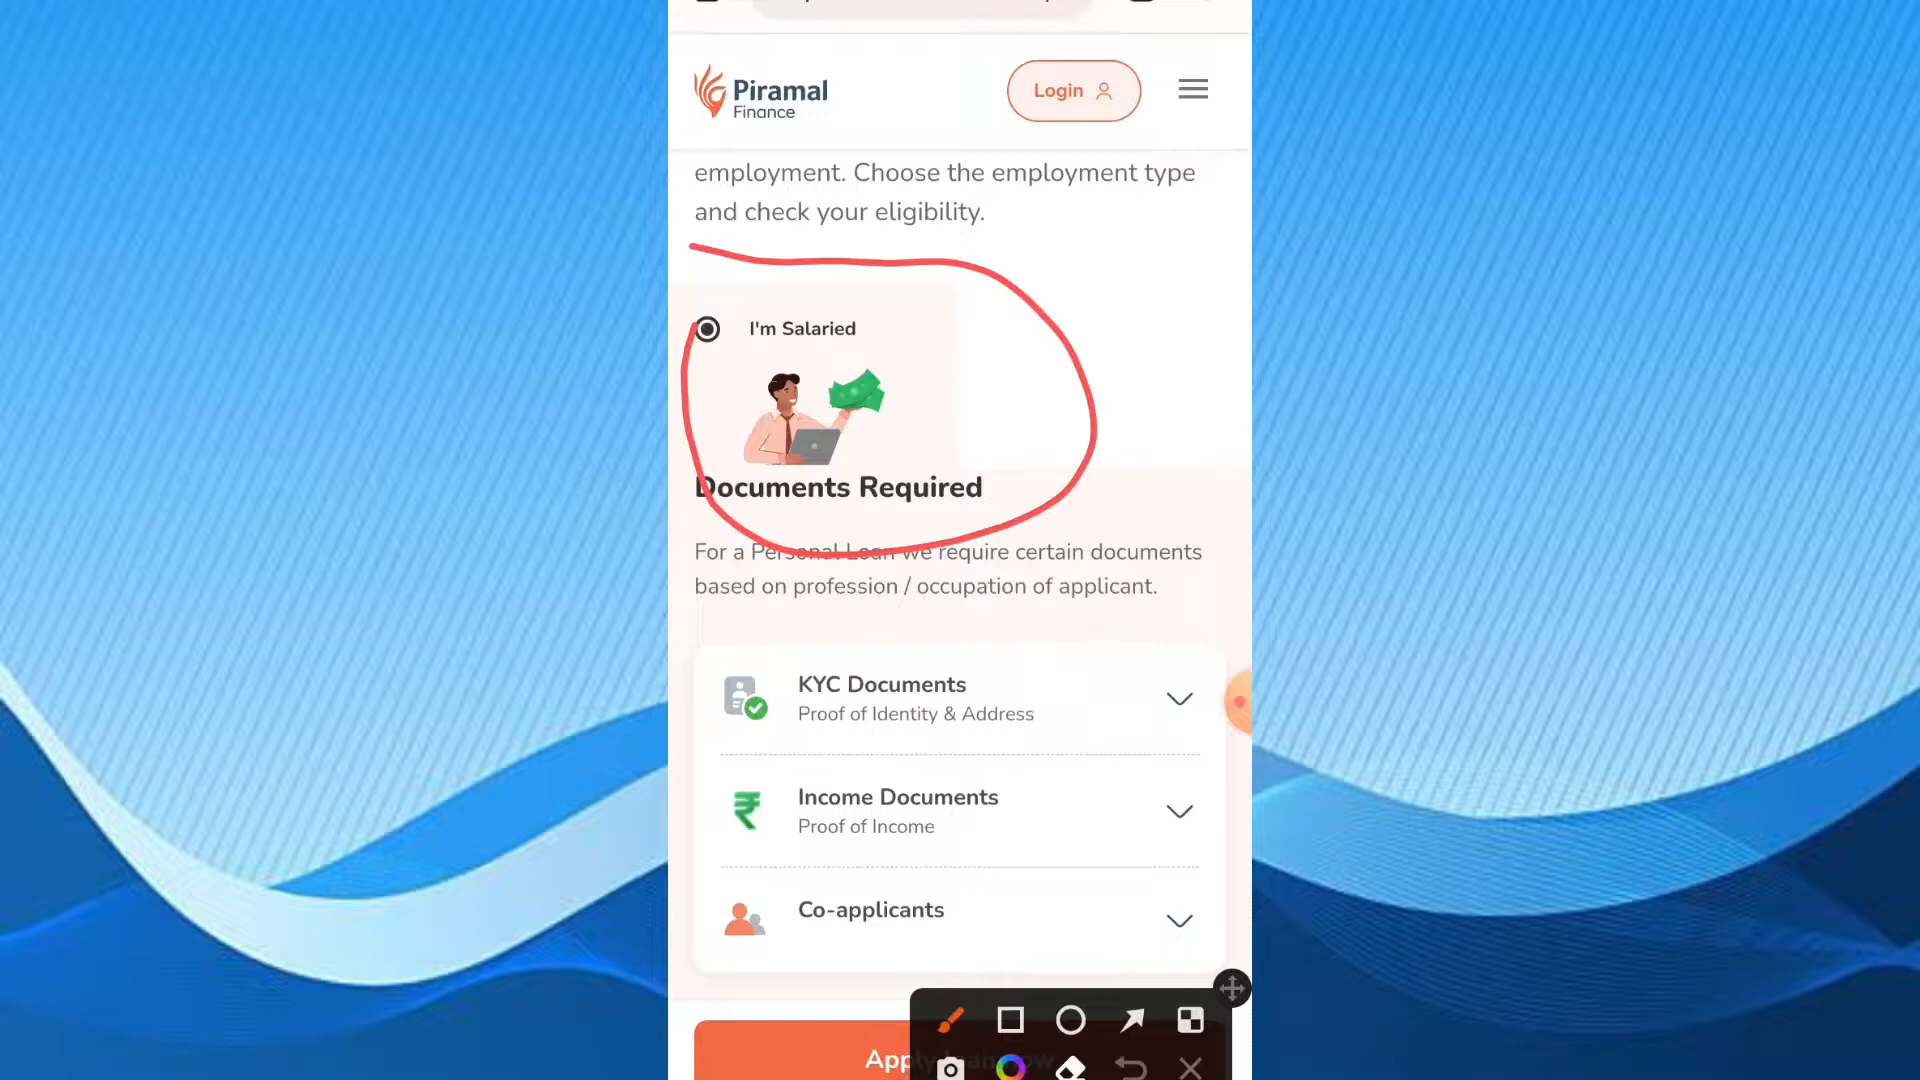 Piramal
Finance
Login
employment. Choose the employment type
and check your eligibility.
I'm Salaried
Documents Required
For a Personal Loan we require certain documents
based on profession / occupation of applicant.
KYC Documents
Proof of Identity & Address
Income Documents
Proof of Income
Co-applicants
Apply loan now